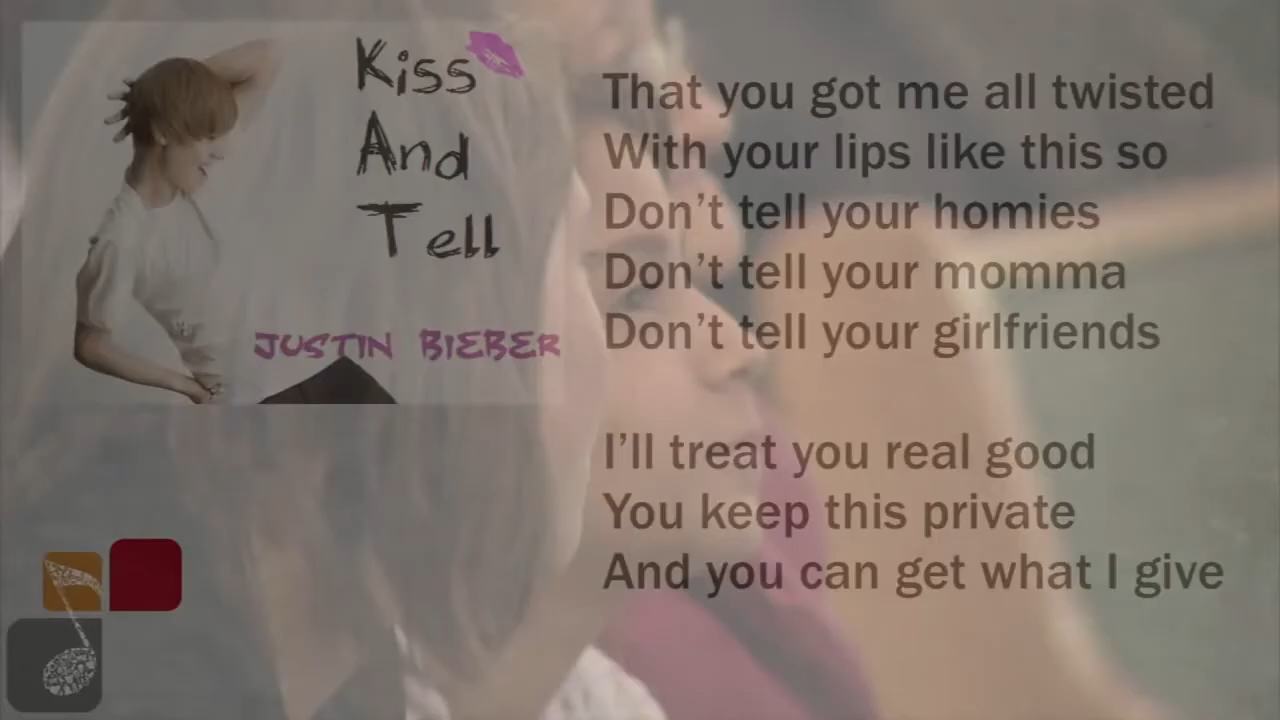 Kiss
And
Tell
JUSTIN BIEBER
That you got me all twisted
With your lips like this so
Don't tell your homies
Don't tell your momma
Don't tell your girlfriends
I'll treat you real good
You keep this private
And you can get what I give